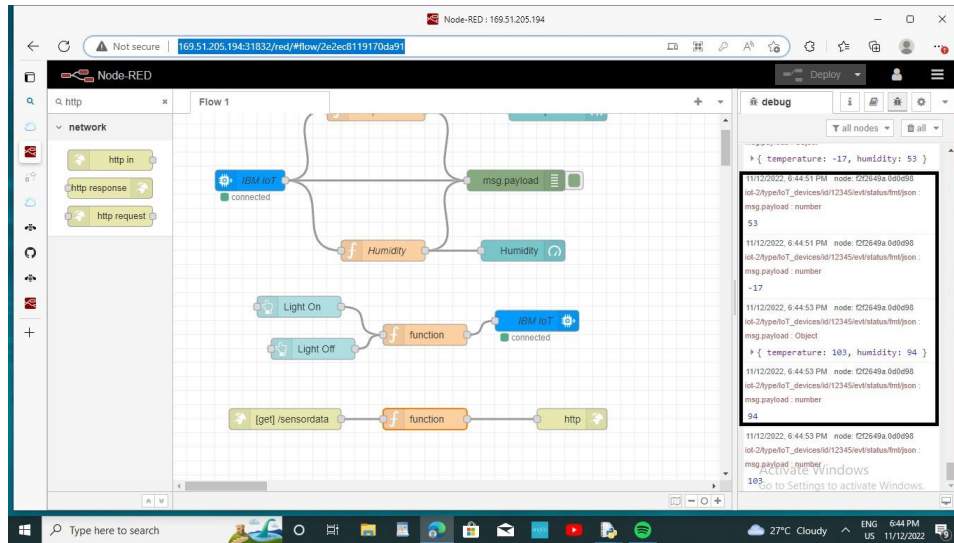 Node-RED : 169.51.205.194
Not secure 169.51.205.194:31832/red/#flow/2e2ec8119170da91
Node-RED
Deploy
http
network
http in
http response
http request
Flow 1
IBM IoT
connected
msg.payload
Humidity
Humidity
Light On
Light Off
function
IBM IoT
connected
[get] /sensordata
function
http
debug
all nodes
all
{ temperature: -17, humidity: 53 }
11/12/2022, 6:44:51 PM node: f2f2649a.0d0d98
iot-2/type/IoT_devices/id/12345/evt/status/fmt/json :
msg.payload : number
53
11/12/2022, 6:44:51 PM node: f2f2649a.0d0d98
iot-2/type/IoT_devices/id/12345/evt/status/fmt/json :
msg.payload : number
-17
11/12/2022, 6:44:53 PM node: f2f2649a.0d0d98
iot-2/type/IoT_devices/id/12345/evt/status/fmt/json :
msg.payload : Object
{ temperature: 103, humidity: 94 }
11/12/2022, 6:44:53 PM node: f2f2649a.0d0d98
iot-2/type/IoT_devices/id/12345/evt/status/fmt/json :
msg.payload : number
94
11/12/2022, 6:44:53 PM node: f2f2649a.0d0d98
iot-2/type/IoT_devices/id/12345/evt/status/fmt/json :
msg.payload : number
103
Activate Windows
Go to Settings to activate Windows.
Type here to search
27°C Cloudy
ENG
US
6:44 PM
11/12/2022